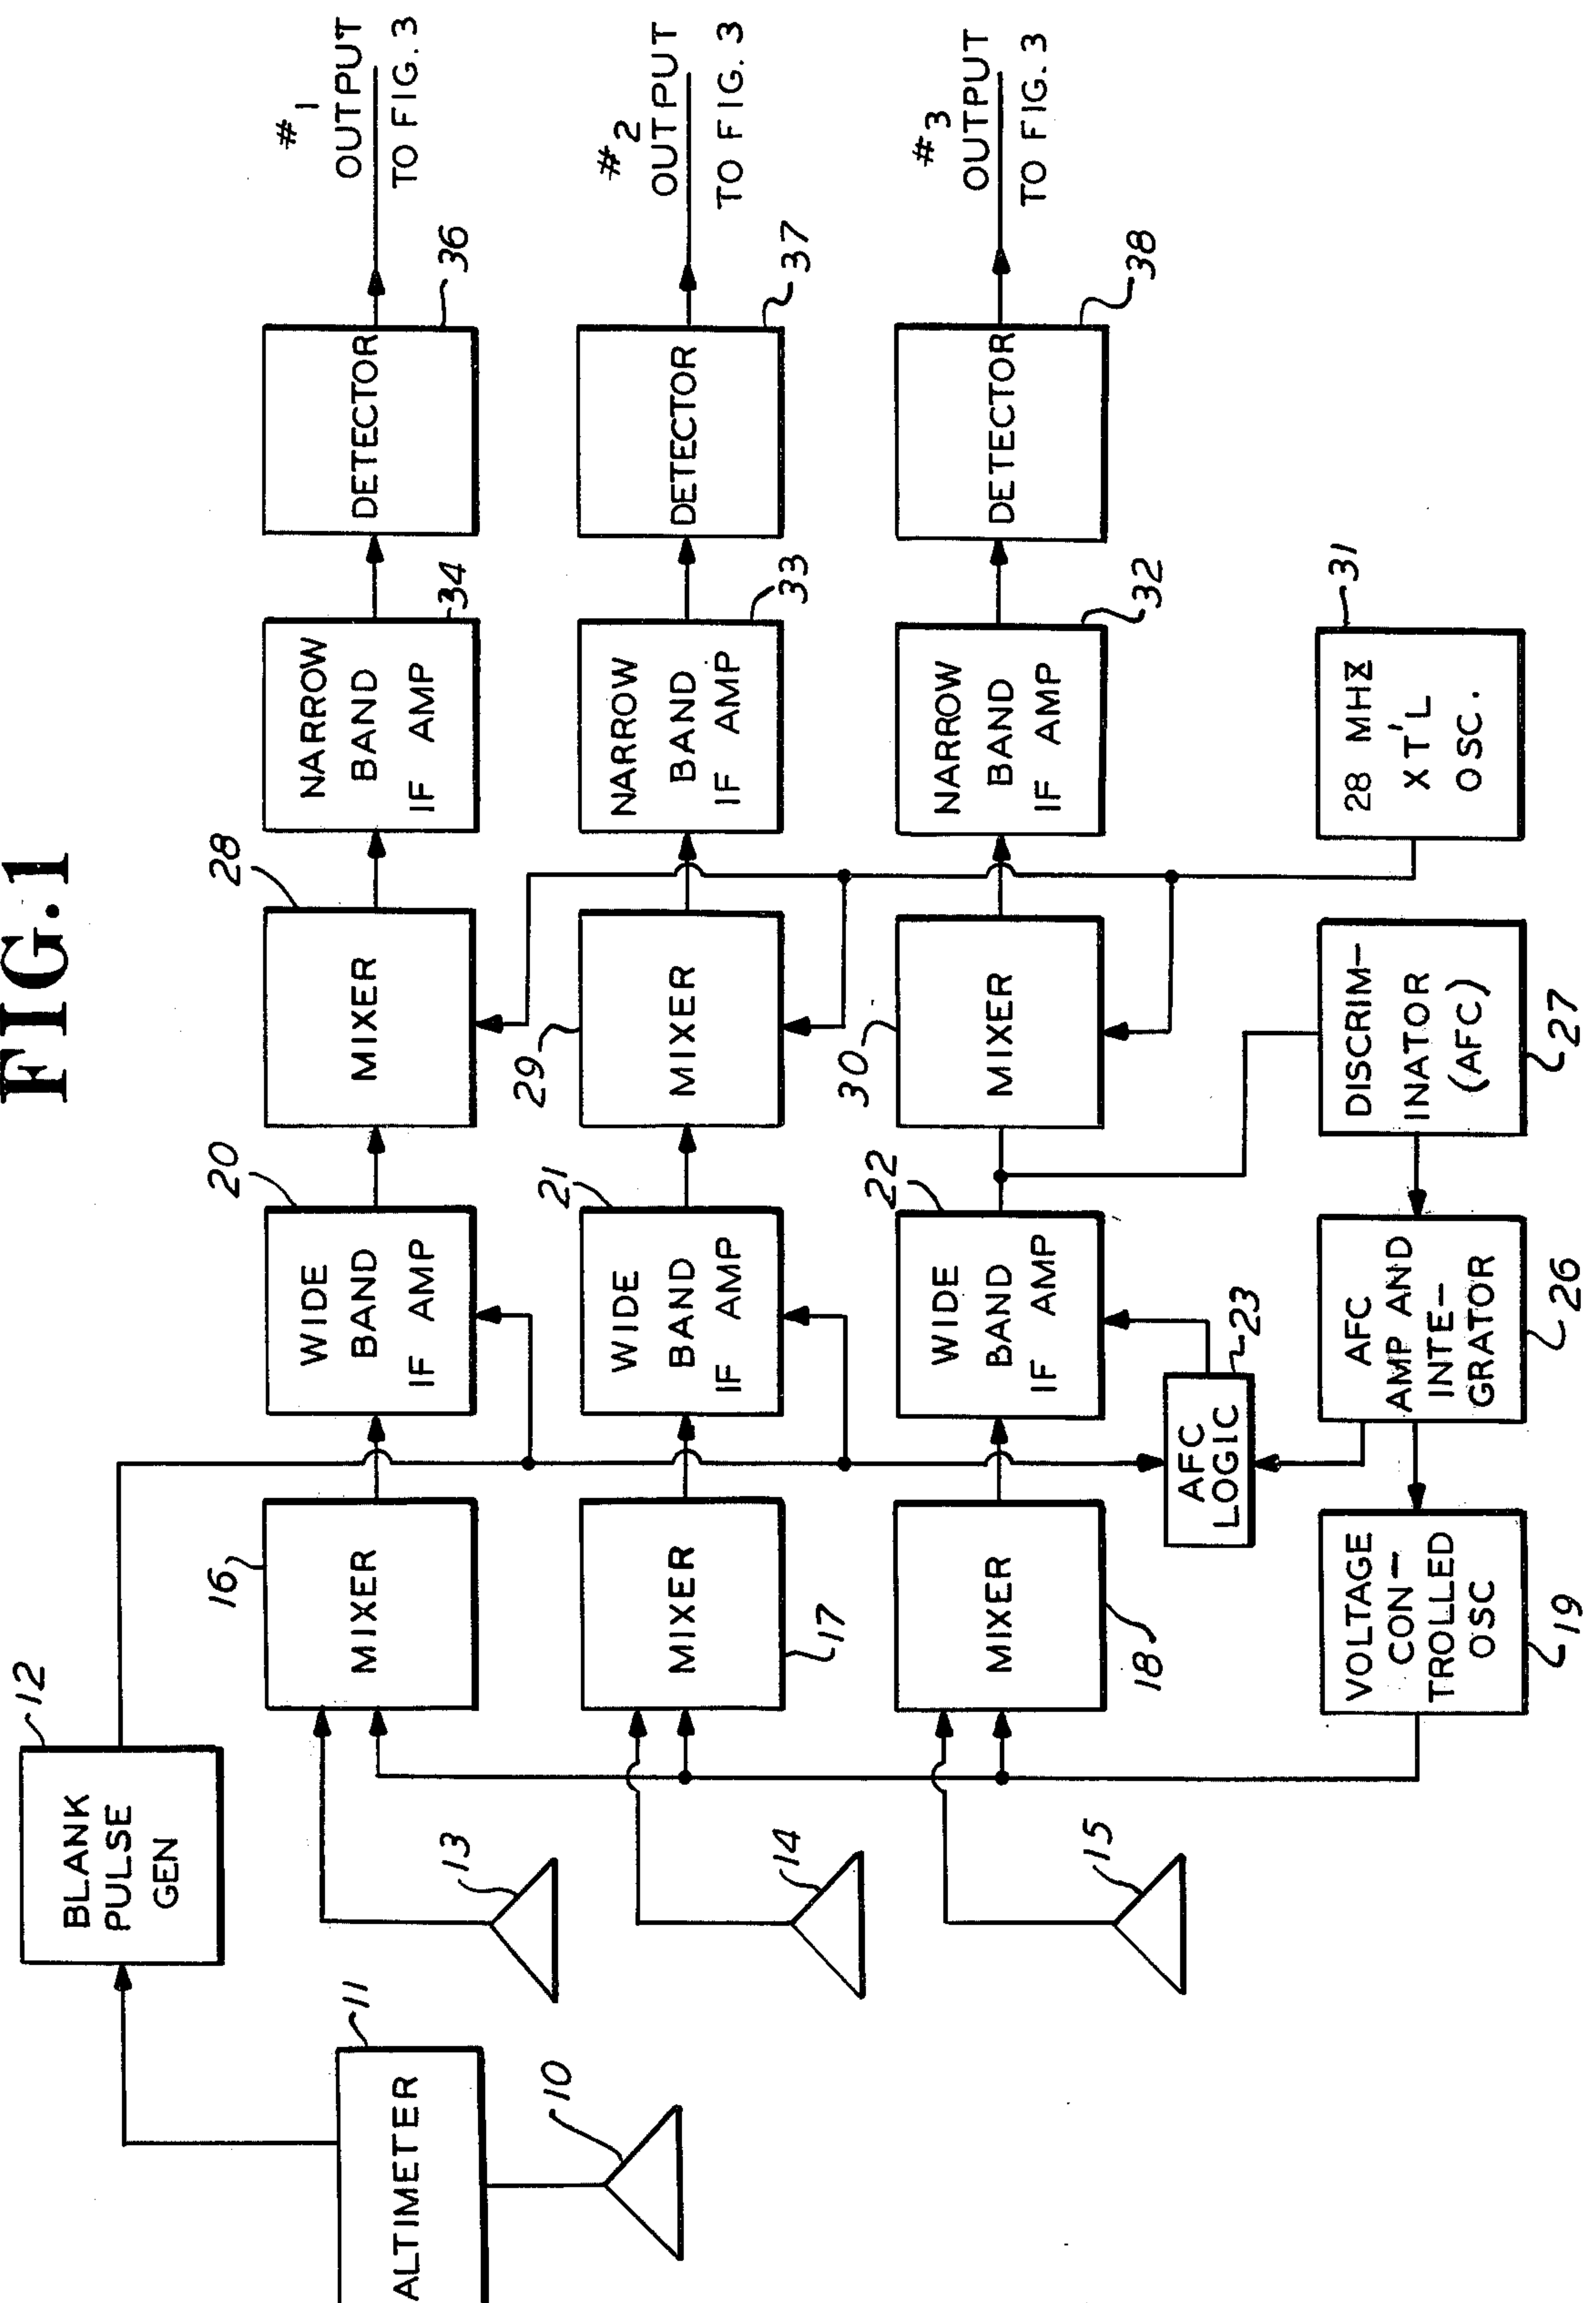 FIG.1
ALTIMETER
11
10
BLANK
PULSE
GEN
12
13
14
15
MIXER
16
WIDE
BAND
IF AMP
20
MIXER
28
NARROW
BAND
IF AMP
34
DETECTOR
36
#1
OUTPUT
TO FIG. 3
MIXER
17
WIDE
BAND
IF AMP
21
MIXER
29
NARROW
BAND
IF AMP
33
DETECTOR
37
#2
OUTPUT
TO FIG. 3
MIXER
18
WIDE
BAND
IF AMP
22
MIXER
30
NARROW
BAND
IF AMP
32
DETECTOR
38
#3
OUTPUT
TO FIG. 3
AFC
LOGIC
23
VOLTAGE
CON-
TROLLED
OSC
19
AFC
AMP AND
INTE-
GRATOR
26
DISCRIM-
INATOR
(AFC)
27
28 MHZ
XT'L
OSC.
31